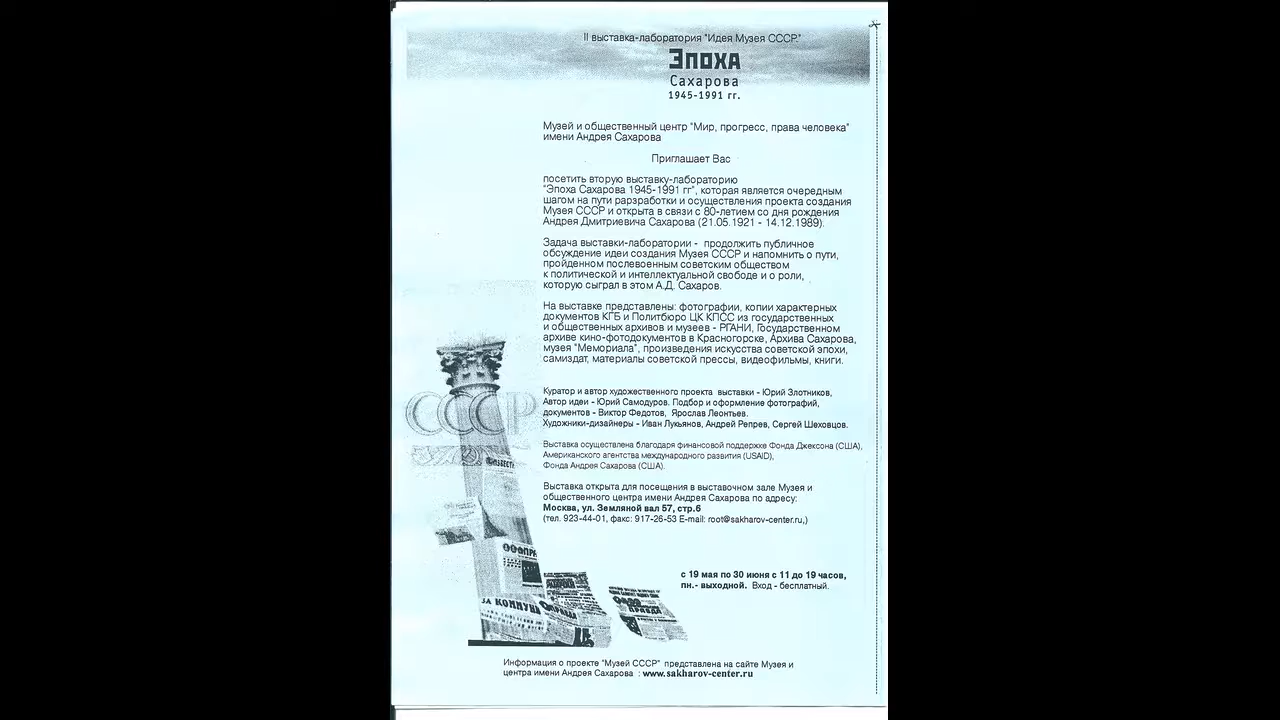 II выставка-лаборатория "Идея Музея СССР."
Эпоха
Сахарова
1945-1991 гг.
Музей и общественный центр "Мир, прогресс, права человека"
имени Андрея Сахарова
Приглашает Вас
посетить вторую выставку-лабораторию
"Эпоха Сахарова 1945-1991 гг", которая является очередным
шагом на пути рарзработки и осуществления проекта создания
Музея СССР и открыта в связи с 80-летием со дня рождения
Андрея Дмитриевича Сахарова (21.05.1921 - 14.12.1989).
Задача выставки-лаборатории - продолжить публичное
обсуждение идеи создания Музея СССР и напомнить о пути,
пройденном послевоенным советским обществом
к политической и интеллектуальной свободе и о роли,
которую сыграл в этом А.Д. Сахаров.
На выставке представлены: фотографии, копии характерных
документов КГБ и Политбюро ЦК КПСС из государственных
и общественных архивов и музеев - РГАНИ, Государственном
архиве кино-фотодокументов в Красногорске, Архива Сахарова,
музея "Мемориала", произведения искусства советской эпохи,
самиздат, материалы советской прессы, видеофильмы, книги.
Куратор и автор художественного проекта выставки - Юрий Злотников,
Автор идеи - Юрий Самодуров. Подбор и оформление фотографий,
документов - Виктор Федотов, Ярослав Леонтьев.
Художники-дизайнеры - Иван Лукьянов, Андрей Репрев, Сергей Шеховцов.
Выставка осуществлена благодаря финансовой поддержке Фонда Джексона (США),
Американского агентства международного развития (USAID),
Фонда Андрея Сахарова (США).
Выставка открыта для посещения в выставочном зале Музея и
общественного центра имени Андрея Сахарова по адресу:
Москва, ул. Земляной вал 57, стр.6
(тел. 923-44-01, факс: 917-26-53 E-mail: root@sakharov-center.ru,)
с 19 мая по 30 июня с 11 до 19 часов,
пн.- выходной. Вход - бесплатный.
СССР
ЗА КОММУН
ПРАВДА
ПРАВДА
Информация о проекте "Музей СССР" представлена на сайте Музея и
центра имени Андрея Сахарова : www.sakharov-center.ru